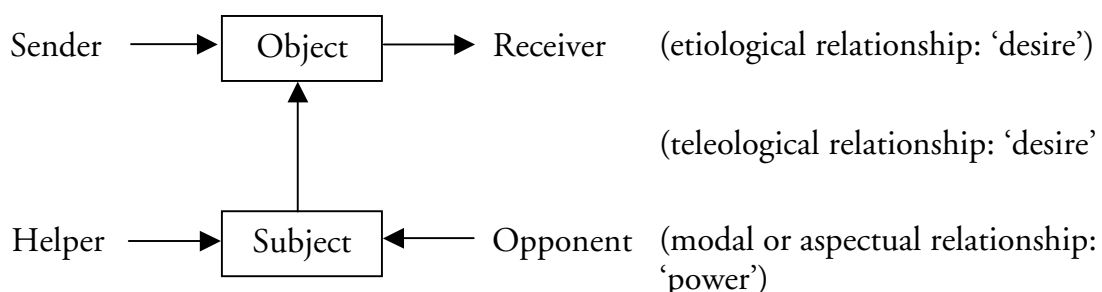 Sender Object Receiver (etiological relationship: ‘desire’)
(teleological relationship: ‘desire’
Helper Subject Opponent (modal or aspectual relationship:
‘power’)